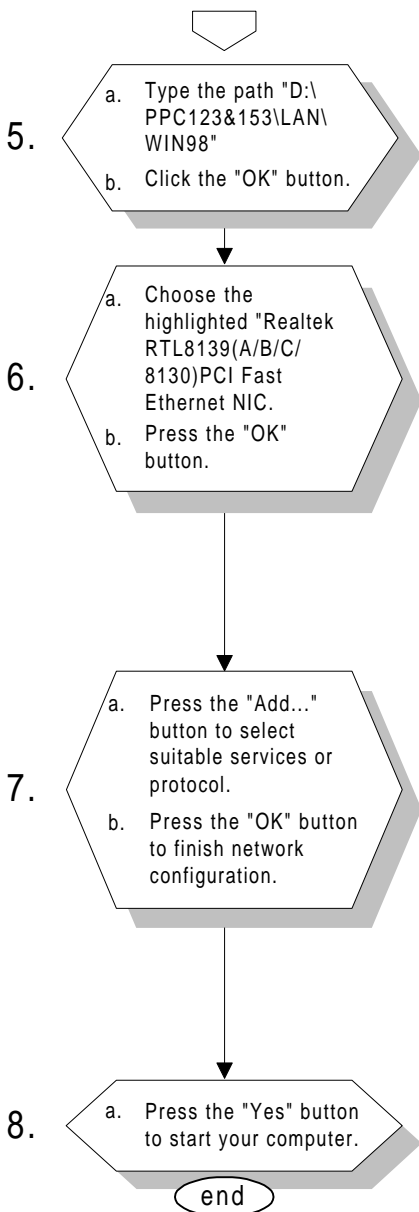 5.
a. Type the path "D:\
PPC123&153\LAN\
WIN98"
b. Click the "OK" button.
6.
a. Choose the
highlighted "Realtek
RTL8139(A/B/C/
8130)PCI Fast
Ethernet NIC.
b. Press the "OK"
button.
7.
a. Press the "Add..."
button to select
suitable services or
protocol.
b. Press the "OK" button
to finish network
configuration.
8.
a. Press the "Yes" button
to start your computer.
end